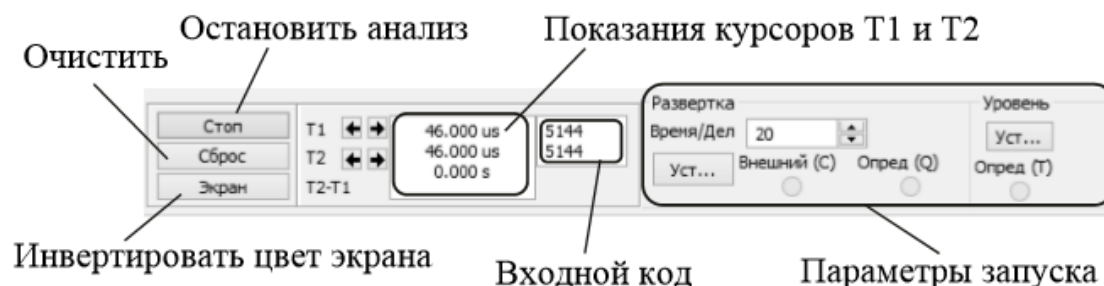 Остановить анализ
Показания курсоров T1 и T2
Очистить
Стоп
Сброс
Экран
T1
T2
T2-T1
46.000 us
46.000 us
0.000 s
5144
5144
Развертка
Время/Дел 20
Уст...
Внешний (C)
Опред (Q)
Уровень
Уст...
Опред (T)
Инвертировать цвет экрана
Входной код
Параметры запуска